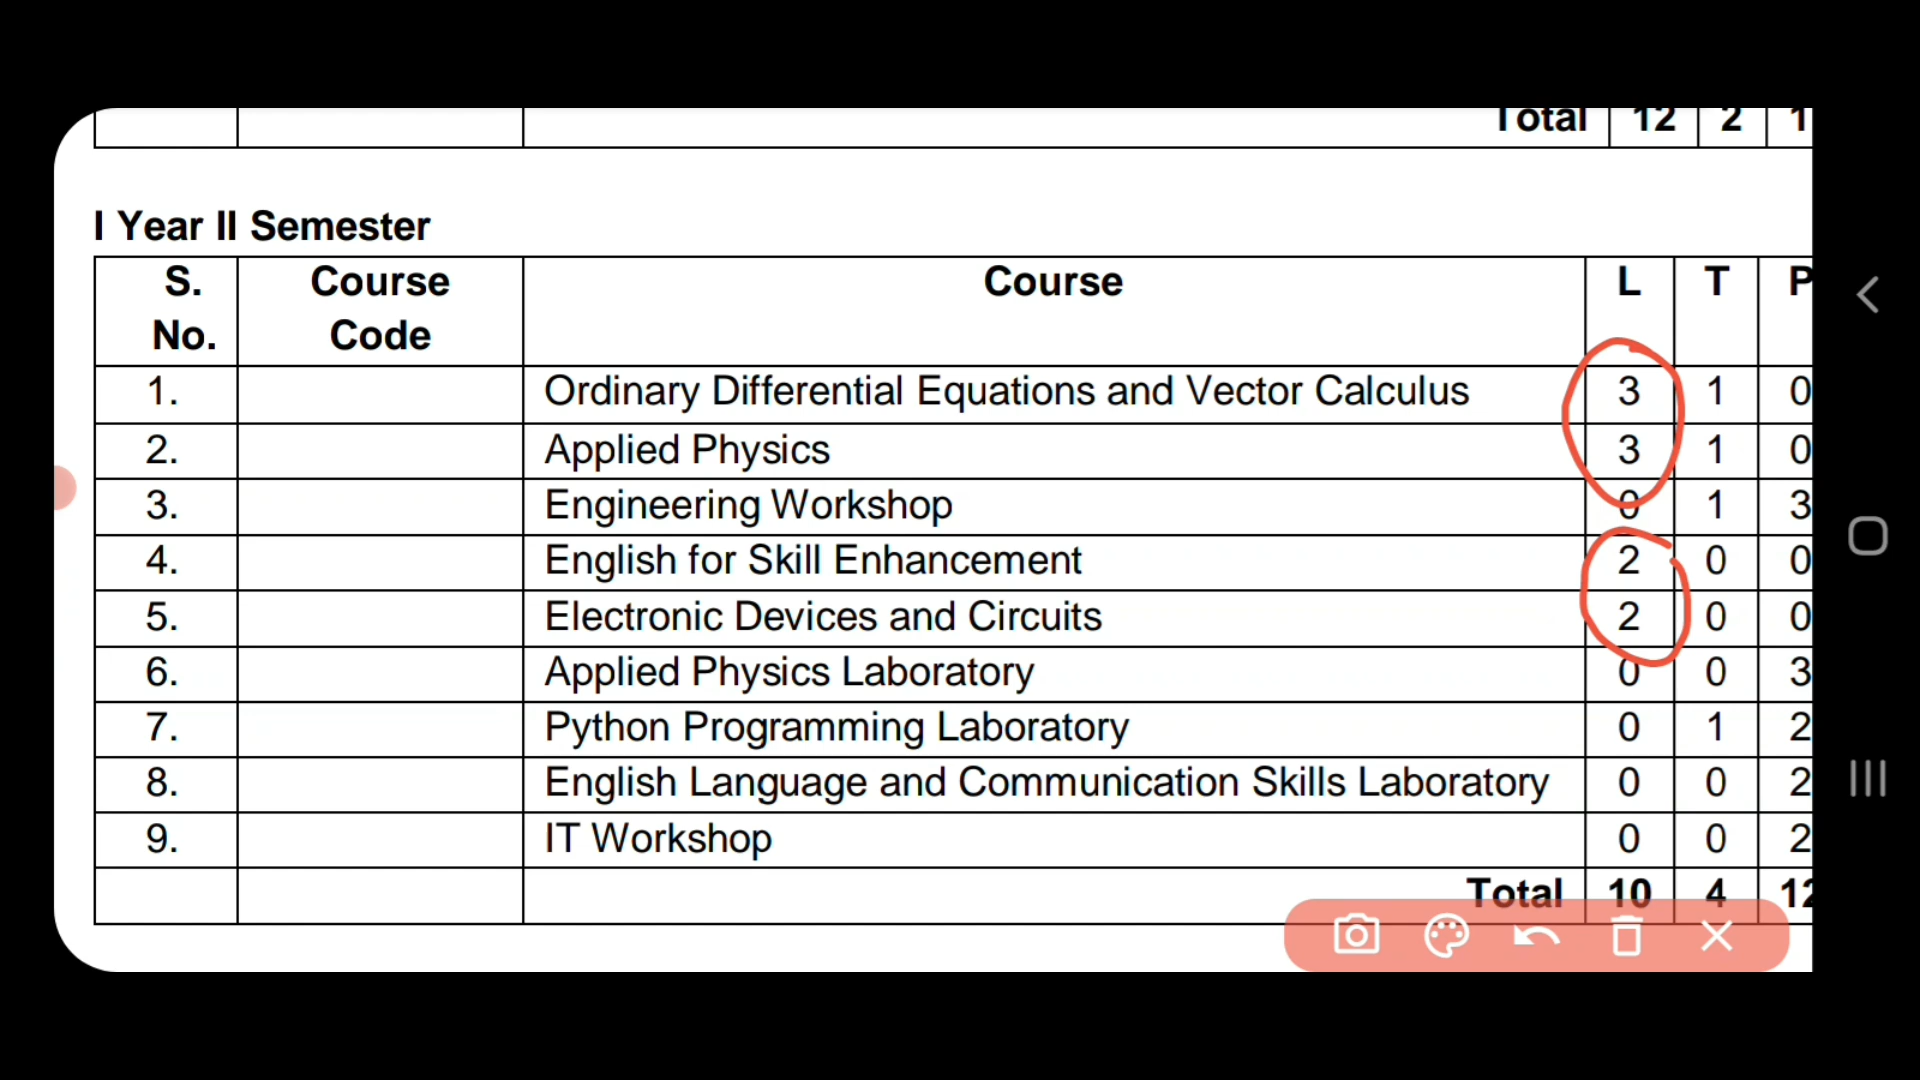 Total 12 2 1
I Year II Semester
S. No. Course Code Course L T P
1. Ordinary Differential Equations and Vector Calculus 3 1 0
2. Applied Physics 3 1 0
3. Engineering Workshop 0 1 3
4. English for Skill Enhancement 2 0 0
5. Electronic Devices and Circuits 2 0 0
6. Applied Physics Laboratory 0 0 3
7. Python Programming Laboratory 0 1 2
8. English Language and Communication Skills Laboratory 0 0 2
9. IT Workshop 0 0 2
Total 10 4 12